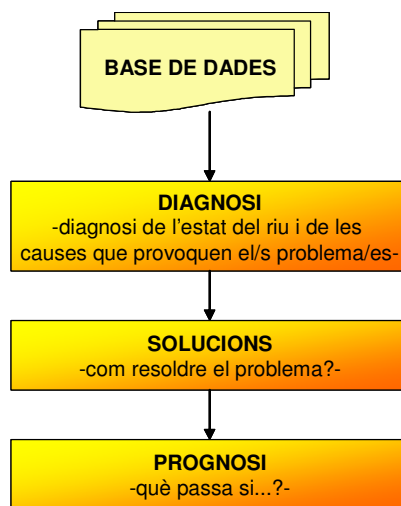 BASE DE DADES
DIAGNOSI
-diagnosi de l'estat del riu i de les
causes que provoquen el/s problema/es-
SOLUCIONS
-com resoldre el problema?-
PROGNOSI
-què passa si...?-